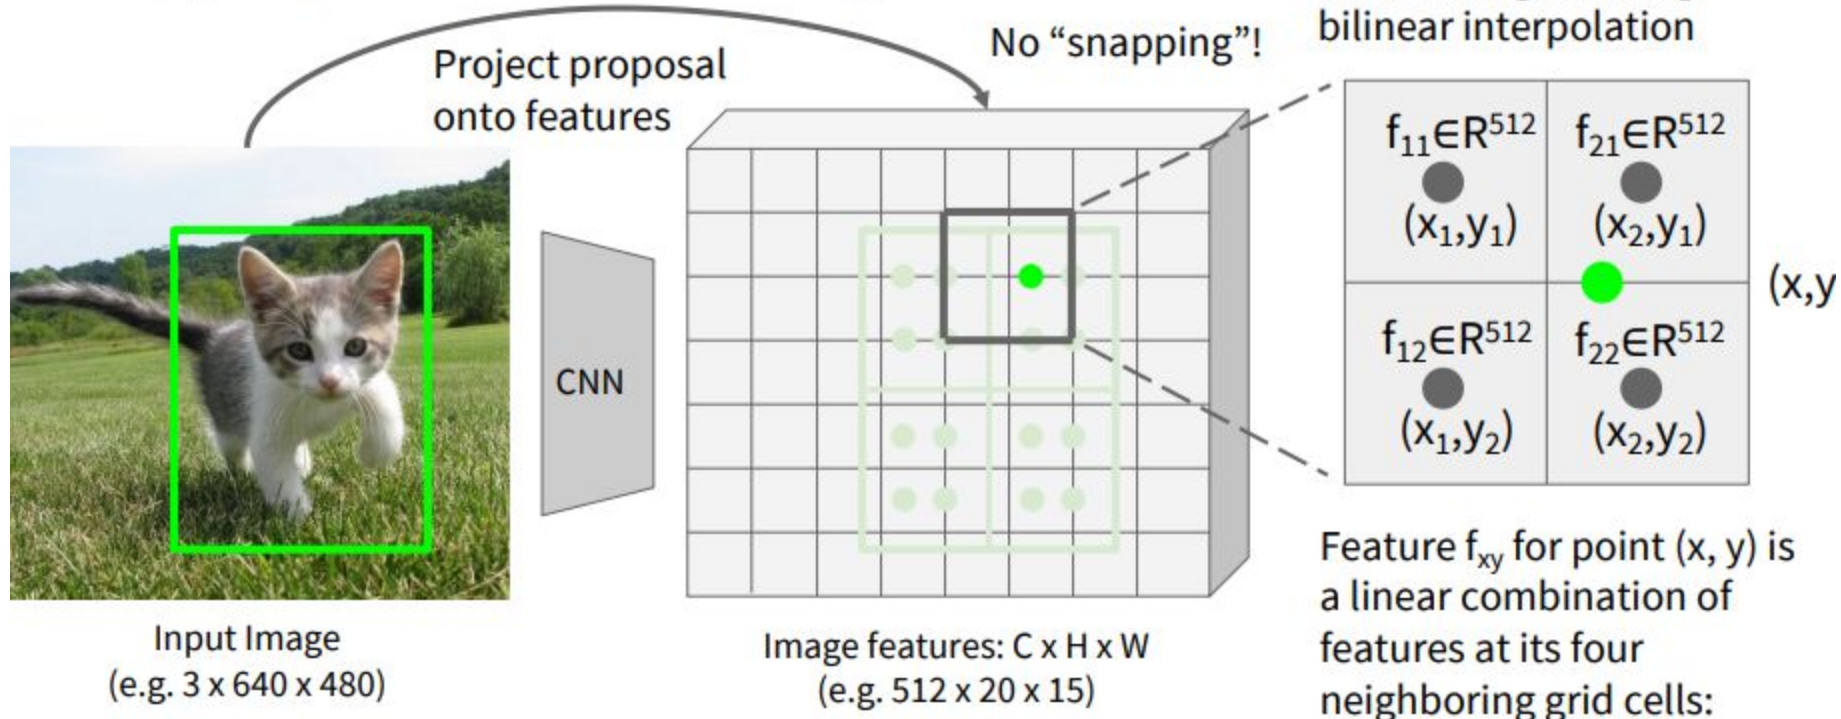 Project proposal
onto features
No “snapping”!
bilinear interpolation
CNN
f₁₁∈R⁵¹² f₂₁∈R⁵¹²
(x₁,y₁) (x₂,y₁)
(x,y
f₁₂∈R⁵¹² f₂₂∈R⁵¹²
(x₁,y₂) (x₂,y₂)
Input Image
(e.g. 3 x 640 x 480)
Image features: C x H x W
(e.g. 512 x 20 x 15)
Feature fₓᵧ for point (x, y) is
a linear combination of
features at its four
neighboring grid cells: